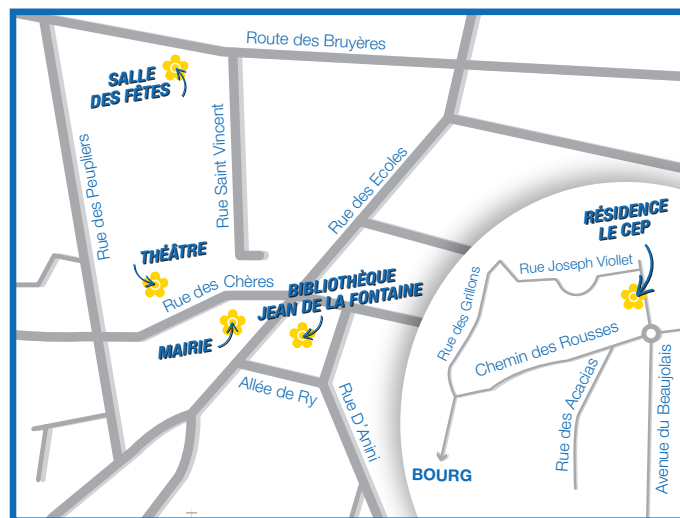 Route des Bruyères
SALLE
DES FÊTES
Rue des Peupliers
Rue Saint Vincent
Rue des Ecoles
THÉÂTRE
Rue des Chères
BIBLIOTHÈQUE
JEAN DE LA FONTAINE
MAIRIE
Allée de Ry
Rue D'Anini
RÉSIDENCE
LE CEP
Rue Joseph Viollet
Rue des Grillons
Chemin des Rousses
Rue des Acacias
Avenue du Beaujolais
BOURG